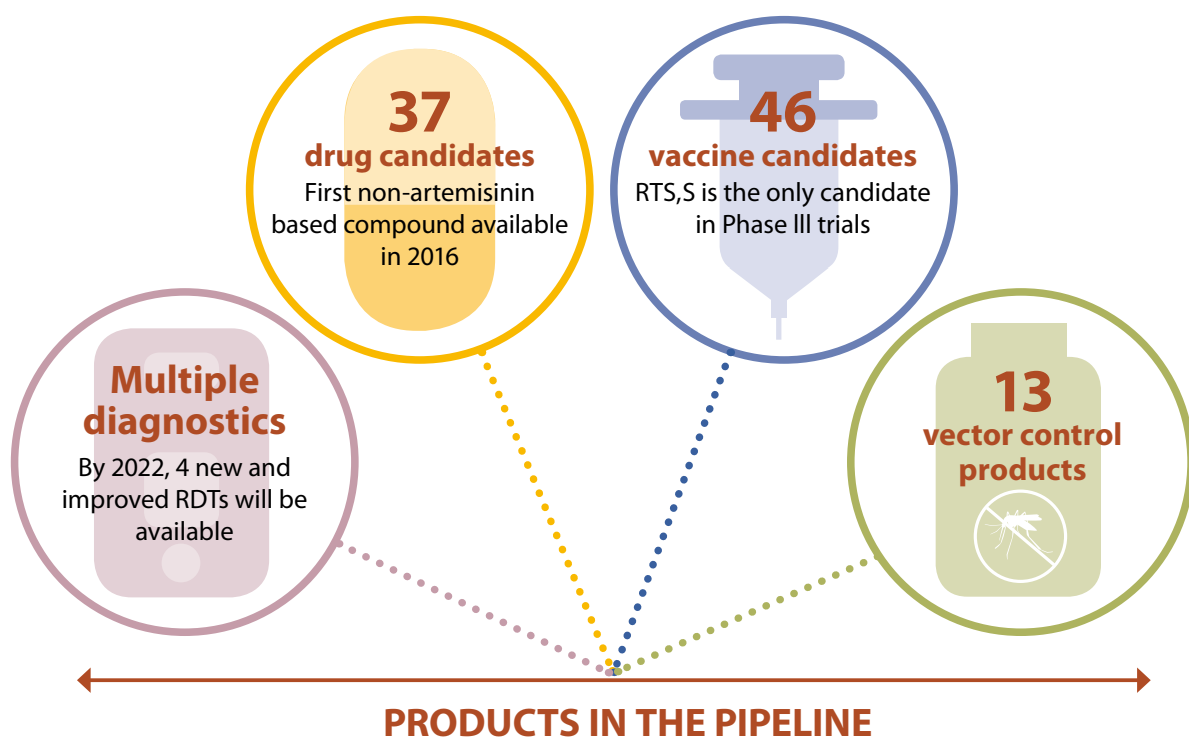 37
drug candidates
First non-artemisinin
based compound available
in 2016
46
vaccine candidates
RTS,S is the only candidate
in Phase III trials
Multiple
diagnostics
By 2022, 4 new and
improved RDTs will be
available
13
vector control
products
PRODUCTS IN THE PIPELINE